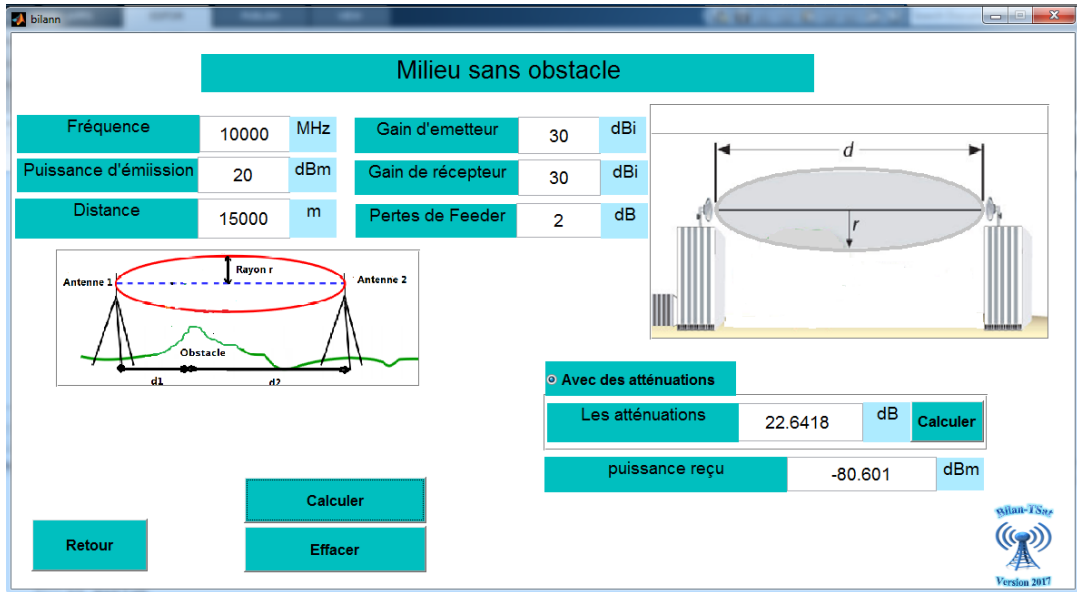 bilann
Milieu sans obstacle
Fréquence 10000 MHz Gain d'emetteur 30 dBi
Puissance d'émiission 20 dBm Gain de récepteur 30 dBi
Distance 15000 m Pertes de Feeder 2 dB
d
r
Rayon r
Antenne 1 Antenne 2
Obstacle
d1 d2
Avec des atténuations
Les atténuations 22.6418 dB Calculer
puissance reçu -80.601 dBm
Calculer
Retour
Effacer
Bilan-TSat
Version 2017